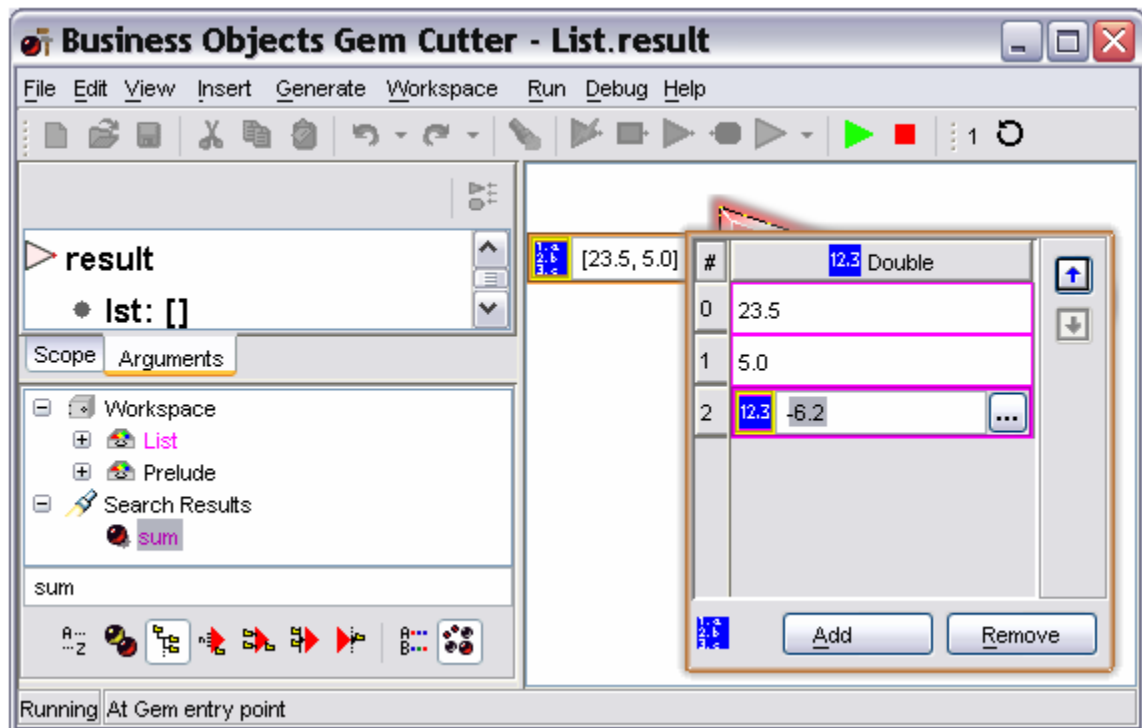 Business Objects Gem Cutter - List.result
File Edit View Insert Generate Workspace Run Debug Help
1
result
lst: []
Scope Arguments
[23.5, 5.0]
# 12.3 Double
0 23.5
1 5.0
2 12.3 -6.2 ...
Workspace
List
Prelude
Search Results
sum
sum
A...
...Z
A
B
Add Remove
Running At Gem entry point